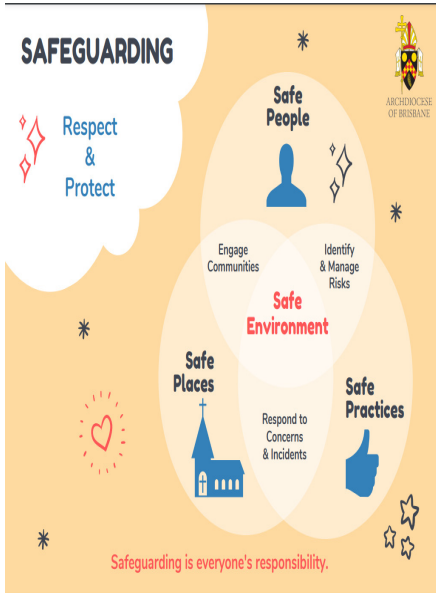 SAFEGUARDING
Respect
&
Protect
ARCHDIOCESE
OF BRISBANE
Safe
People
Engage
Communities
Identify
& Manage
Risks
Safe
Environment
Safe
Places
Safe
Practices
Respond to
Concerns
& Incidents
Safeguarding is everyone's responsibility.